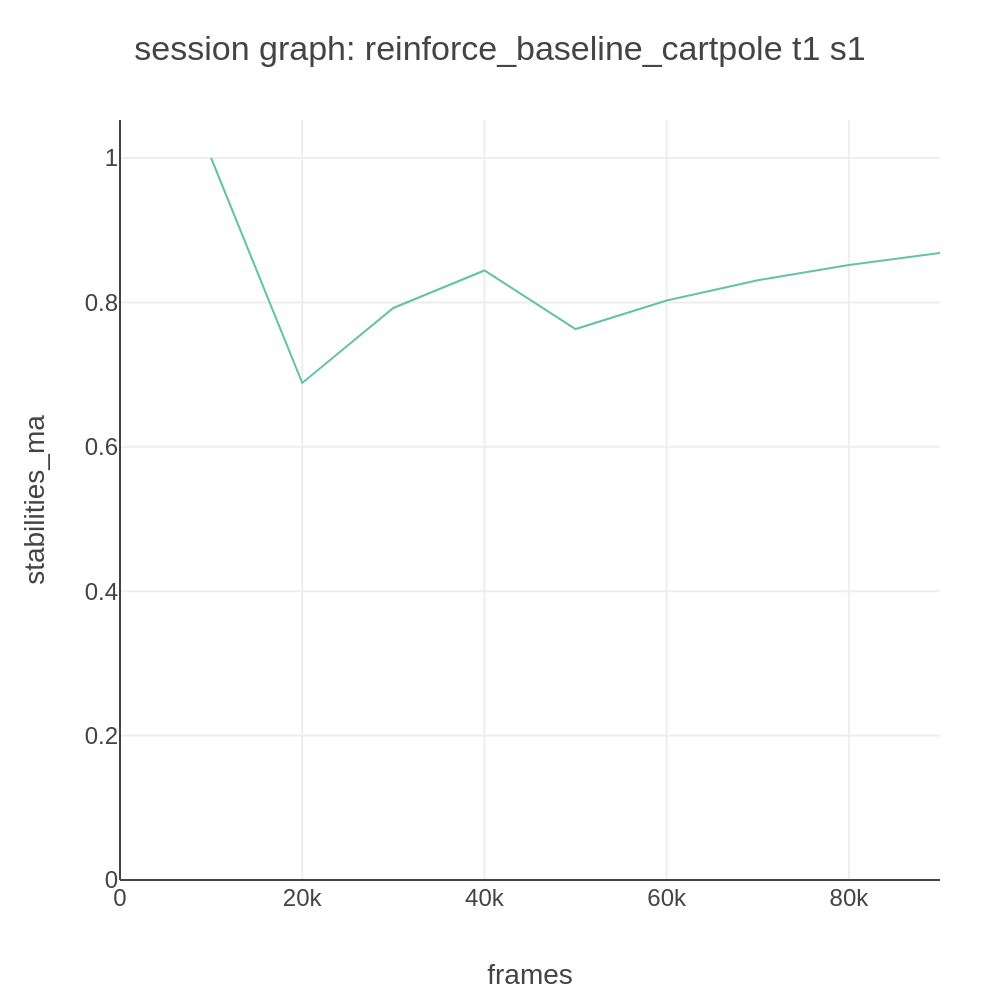 session graph: reinforce_baseline_cartpole t1 s1
stabilities_ma
1
0.8
0.6
0.4
0.2
0
0
20k
40k
60k
80k
frames